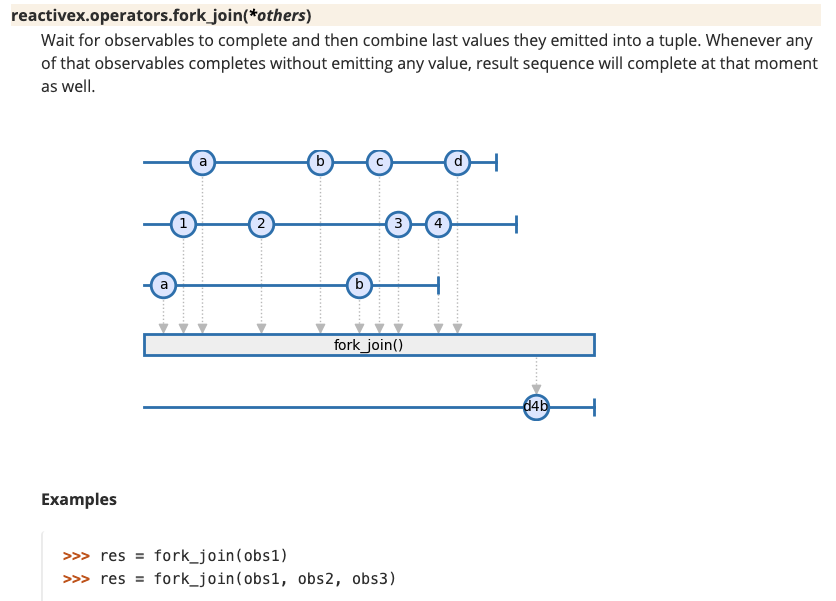 reactivex.operators.fork_join(*others)
Wait for observables to complete and then combine last values they emitted into a tuple. Whenever any
of that observables completes without emitting any value, result sequence will complete at that moment
as well.
a b c d
1 2 3 4
a b
fork_join()
d4b
Examples
>>> res = fork_join(obs1)
>>> res = fork_join(obs1, obs2, obs3)